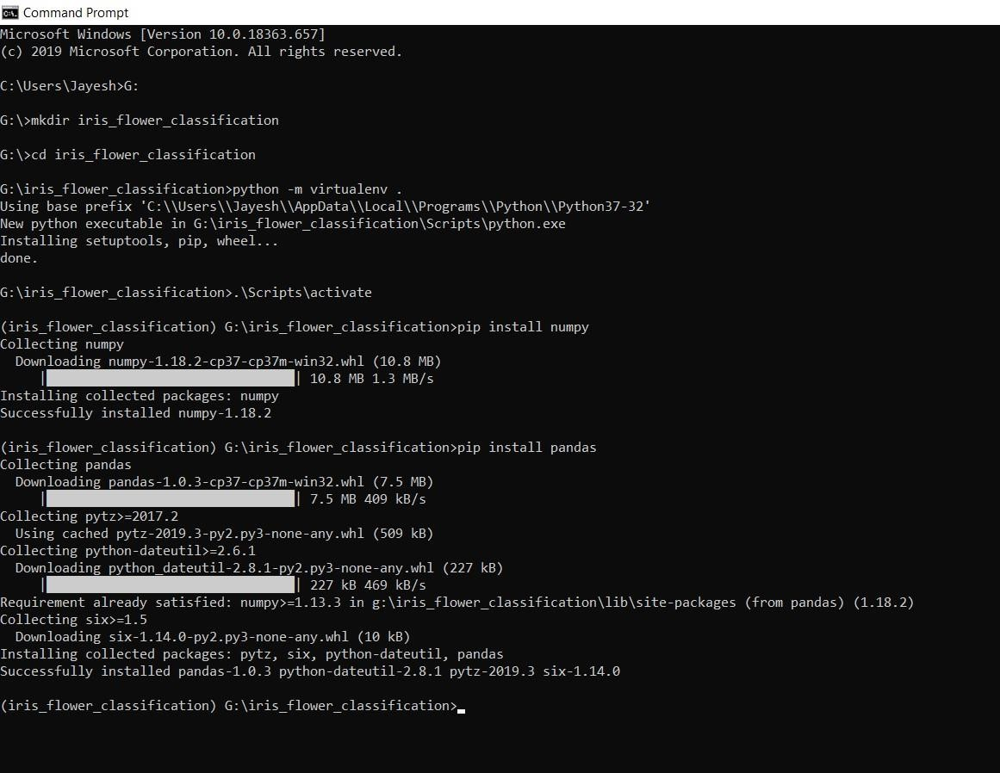 Command Prompt
Microsoft Windows [Version 10.0.18363.657]
(c) 2019 Microsoft Corporation. All rights reserved.
C:\Users\Jayesh>G:
G:\>mkdir iris_flower_classification
G:\>cd iris_flower_classification
G:\iris_flower_classification>python -m virtualenv .
Using base prefix 'C:\\Users\\Jayesh\\AppData\\Local\\Programs\\Python\\Python37-32'
New python executable in G:\iris_flower_classification\Scripts\python.exe
Installing setuptools, pip, wheel...
done.
G:\iris_flower_classification>.\Scripts\activate
(iris_flower_classification) G:\iris_flower_classification>pip install numpy
Collecting numpy
  Downloading numpy-1.18.2-cp37-cp37m-win32.whl (10.8 MB)
     |████████████████████████████████| 10.8 MB 1.3 MB/s
Installing collected packages: numpy
Successfully installed numpy-1.18.2
(iris_flower_classification) G:\iris_flower_classification>pip install pandas
Collecting pandas
  Downloading pandas-1.0.3-cp37-cp37m-win32.whl (7.5 MB)
     |████████████████████████████████| 7.5 MB 409 kB/s
Collecting pytz>=2017.2
  Using cached pytz-2019.3-py2.py3-none-any.whl (509 kB)
Collecting python-dateutil>=2.6.1
  Downloading python_dateutil-2.8.1-py2.py3-none-any.whl (227 kB)
     |████████████████████████████████| 227 kB 469 kB/s
Requirement already satisfied: numpy>=1.13.3 in g:\iris_flower_classification\lib\site-packages (from pandas) (1.18.2)
Collecting six>=1.5
  Downloading six-1.14.0-py2.py3-none-any.whl (10 kB)
Installing collected packages: pytz, six, python-dateutil, pandas
Successfully installed pandas-1.0.3 python-dateutil-2.8.1 pytz-2019.3 six-1.14.0
(iris_flower_classification) G:\iris_flower_classification>